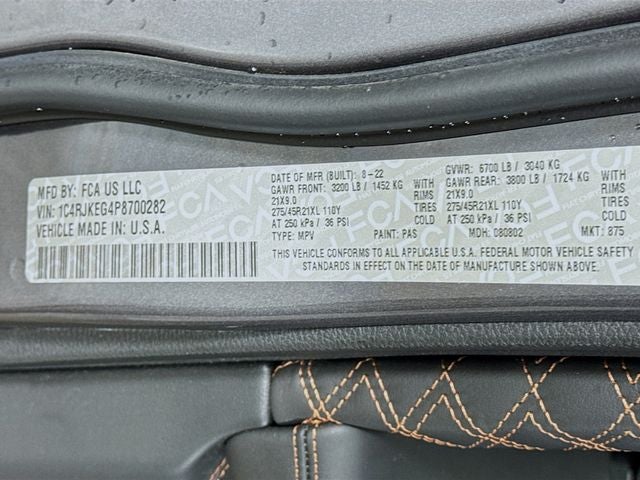 MFD BY: FCA US LLC
VIN: 1C4RJKEG4P8700282
VEHICLE MADE IN: U.S.A.
DATE OF MFR (BUILT): 8-22
GAWR FRONT: 3200 LB / 1452 KG
21X9.0 RIMS
275/45R21XL 110Y TIRES
AT 250 kPa / 36 PSI COLD
TYPE: MPV PAINT: PAS MDH: 080802 MKT: 875
GVWR: 6700 LB / 3040 KG
GAWR REAR: 3800 LB / 1724 KG
21X9.0 RIMS
275/45R21XL 110Y TIRES
AT 250 kPa / 36 PSI COLD
THIS VEHICLE CONFORMS TO ALL APPLICABLE U.S.A. FEDERAL MOTOR VEHICLE SAFETY
STANDARDS IN EFFECT ON THE DATE OF MANUFACTURE SHOWN ABOVE.